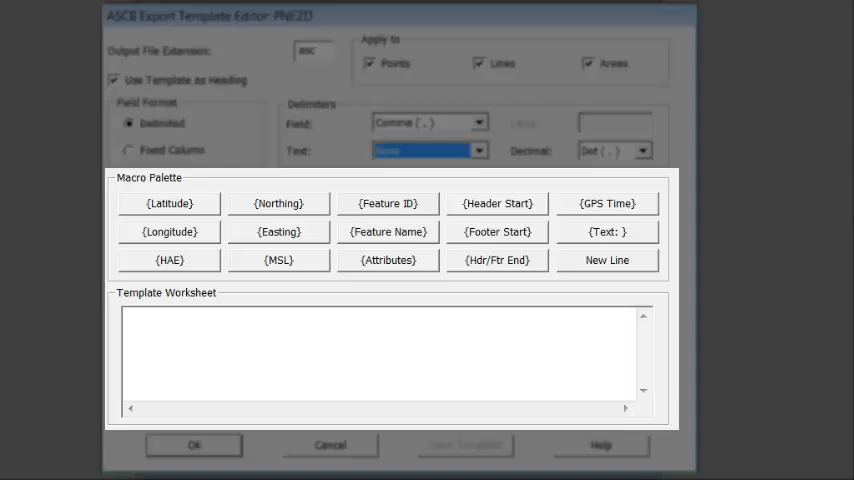 ASCII Export Template Editor: PNEZD
Output File Extension: asc
Apply to
Points Lines Areas
Use Template as Heading
Field Format
Delimited
Fixed Column
Delimiters
Field: Comma ( , )
Text: None Decimal: Dot ( . )
Macro Palette
{Latitude} {Northing} {Feature ID} {Header Start} {GPS Time}
{Longitude} {Easting} {Feature Name} {Footer Start} {Text: }
{HAE} {MSL} {Attributes} {Hdr/Ftr End} New Line
Template Worksheet
OK Cancel Clear Template Help